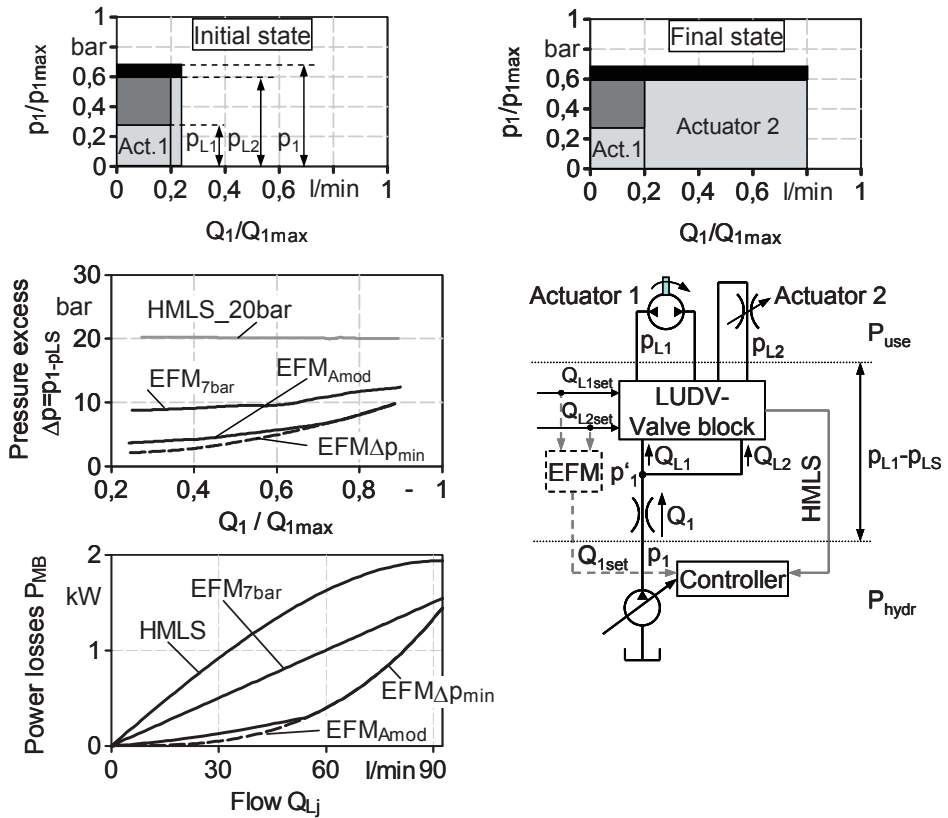 1
bar
0,6
0,4
0,2
0
p1/p1max
Initial state
Act.1
pL1
pL2
p1
0 0,2 0,4 0,6 l/min 1
Q1/Q1max
1
bar
0,6
0,4
0,2
0
p1/p1max
Final state
Act.1
Actuator 2
0 0,2 0,4 0,6 l/min 1
Q1/Q1max
30
bar
20
10
0
Pressure excess
Δp=p1-pLS
HMLS_20bar
EFM7bar
EFMAmod
EFMΔpmin
0,2 0,4 0,6 0,8 - 1
Q1 / Q1max
Actuator 1
Actuator 2
pL1
pL2
Puse
QL1set
QL2set
LUDV-
Valve block
EFM
p‘1
QL1
QL2
HMLS
pL1-pLS
Q1
Q1set
p1
Controller
Phydr
2
kW
1
0
Power losses PMB
EFM7bar
HMLS
EFMΔpmin
EFMAmod
0 30 60 l/min 90
Flow QLj